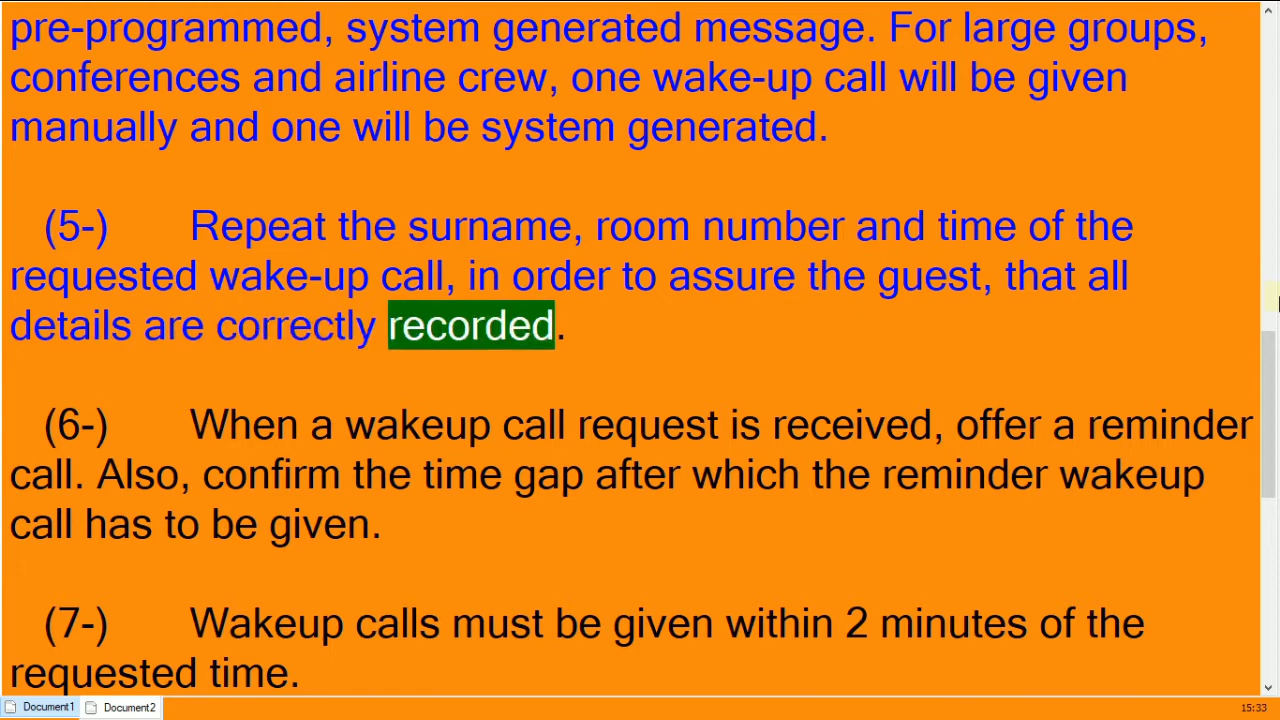 pre-programmed, system generated message. For large groups,
conferences and airline crew, one wake-up call will be given
manually and one will be system generated.
(5-) Repeat the surname, room number and time of the
requested wake-up call, in order to assure the guest, that all
details are correctly recorded.
(6-) When a wakeup call request is received, offer a reminder
call. Also, confirm the time gap after which the reminder wakeup
call has to be given.
(7-) Wakeup calls must be given within 2 minutes of the
requested time.
Document1 Document2 15:33